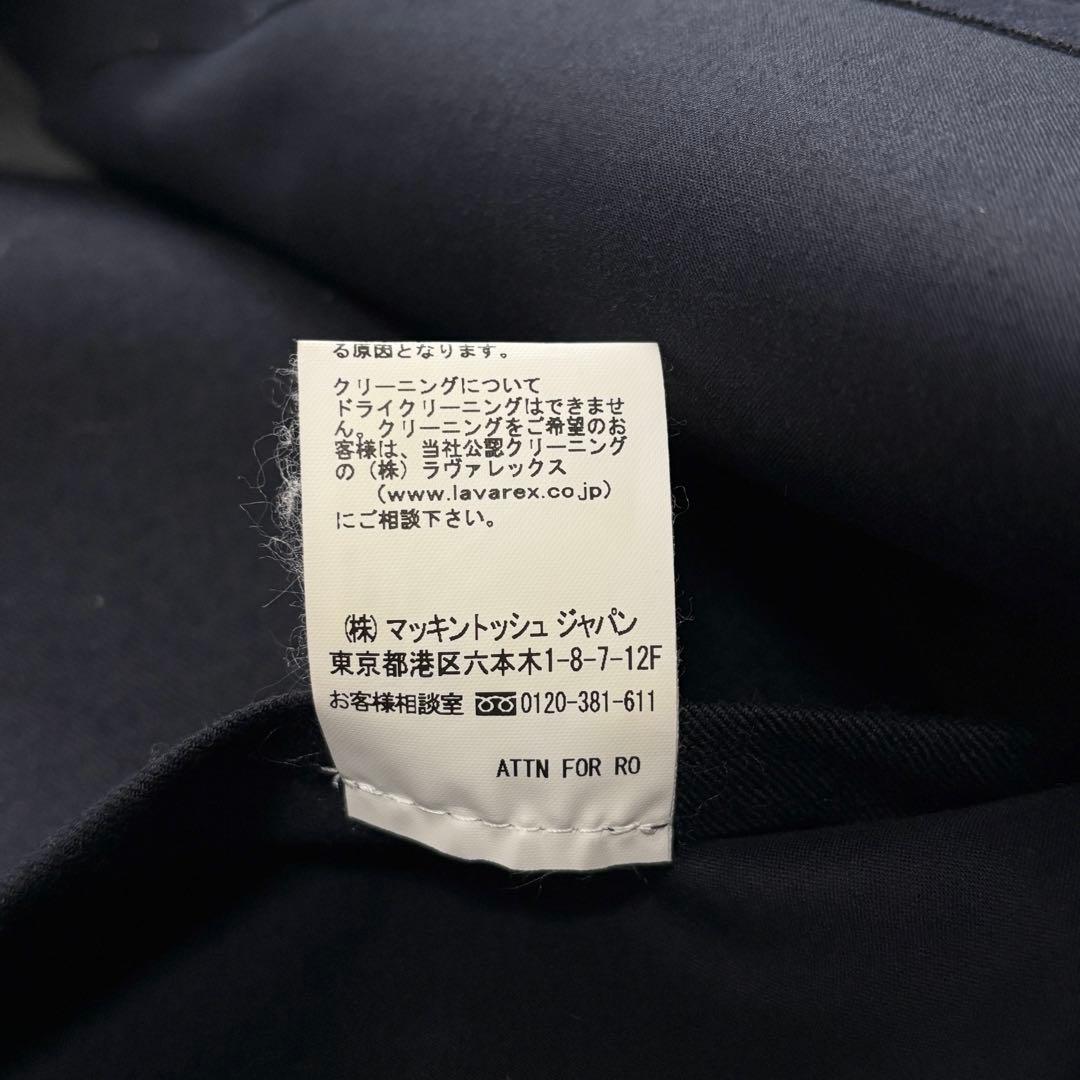 る原因となります。
クリーニングについて
ドライクリーニングはできませ
ん。クリーニングをご希望のお
客様は、当社公認クリーニング
の（株）ラヴァレックス
（www.lavarex.co.jp）
にご相談下さい。
（株）マッキントッシュ ジャパン
東京都港区六本木1-8-7-12F
お客様相談室 0120-381-611
ATTN FOR RO